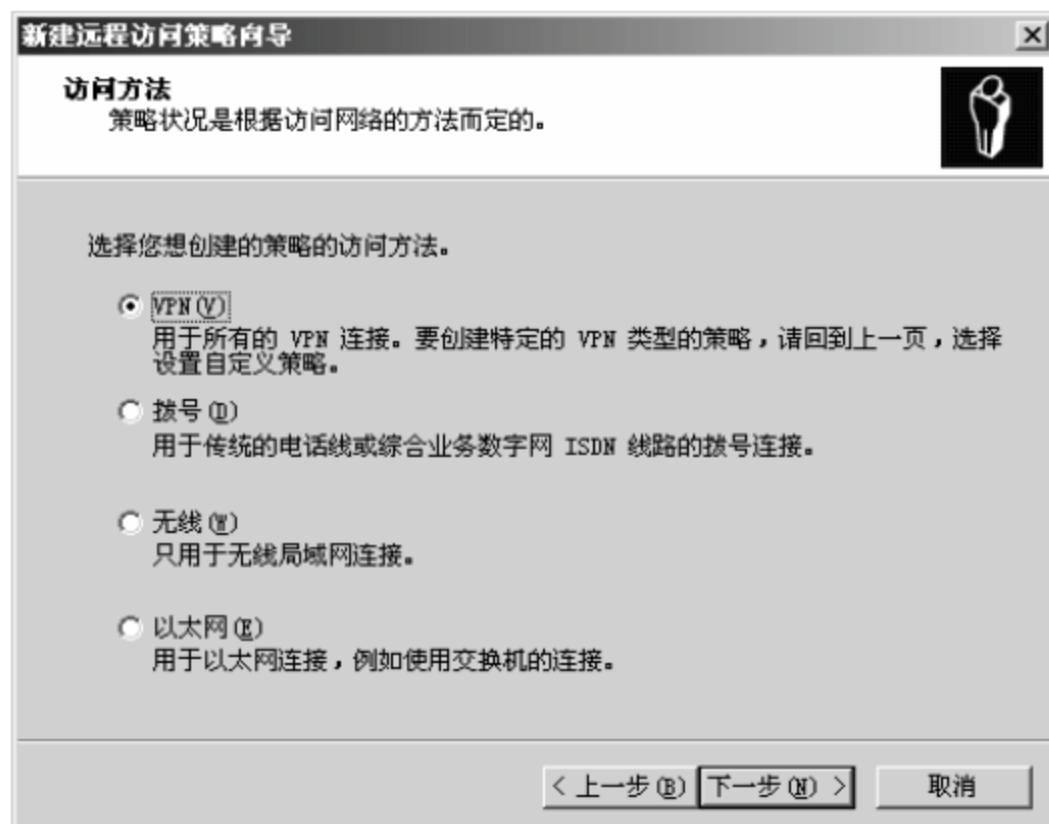 新建远程访问策略向导
访问方法
策略状况是根据访问网络的方法而定的。
选择您想创建的策略的访问方法。
VPN(V)
用于所有的 VPN 连接。要创建特定的 VPN 类型的策略，请回到上一页，选择
设置自定义策略。
拨号(D)
用于传统的电话线或综合业务数字网 ISDN 线路的拨号连接。
无线(W)
只用于无线局域网连接。
以太网(E)
用于以太网连接，例如使用交换机的连接。
< 上一步(B) 下一步(N) > 取消